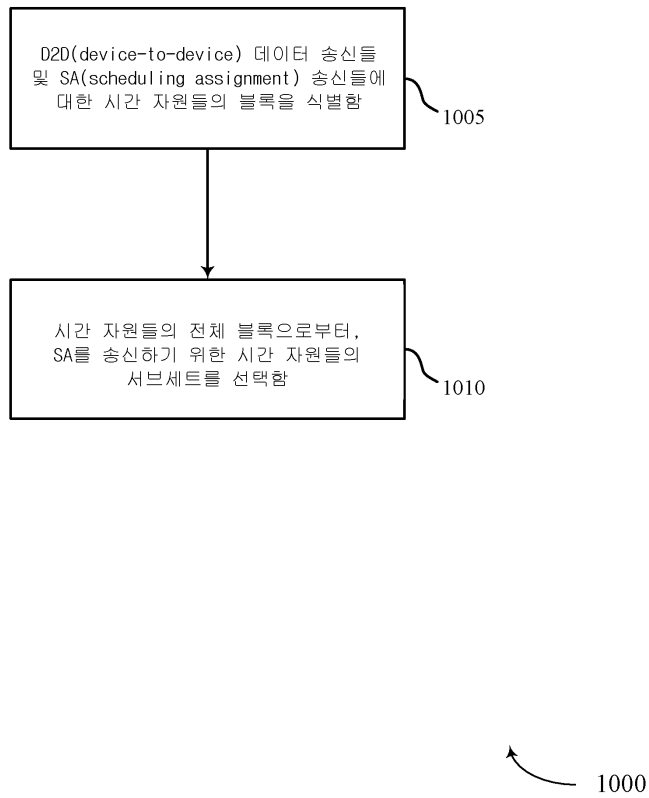 D2D(device-to-device) 데이터 송신들
및 SA(scheduling assignment) 송신들에
대한 시간 자원들의 블록을 식별함
1005
시간 자원들의 전체 블록으로부터,
SA를 송신하기 위한 시간 자원들의
서브세트를 선택함
1010
1000